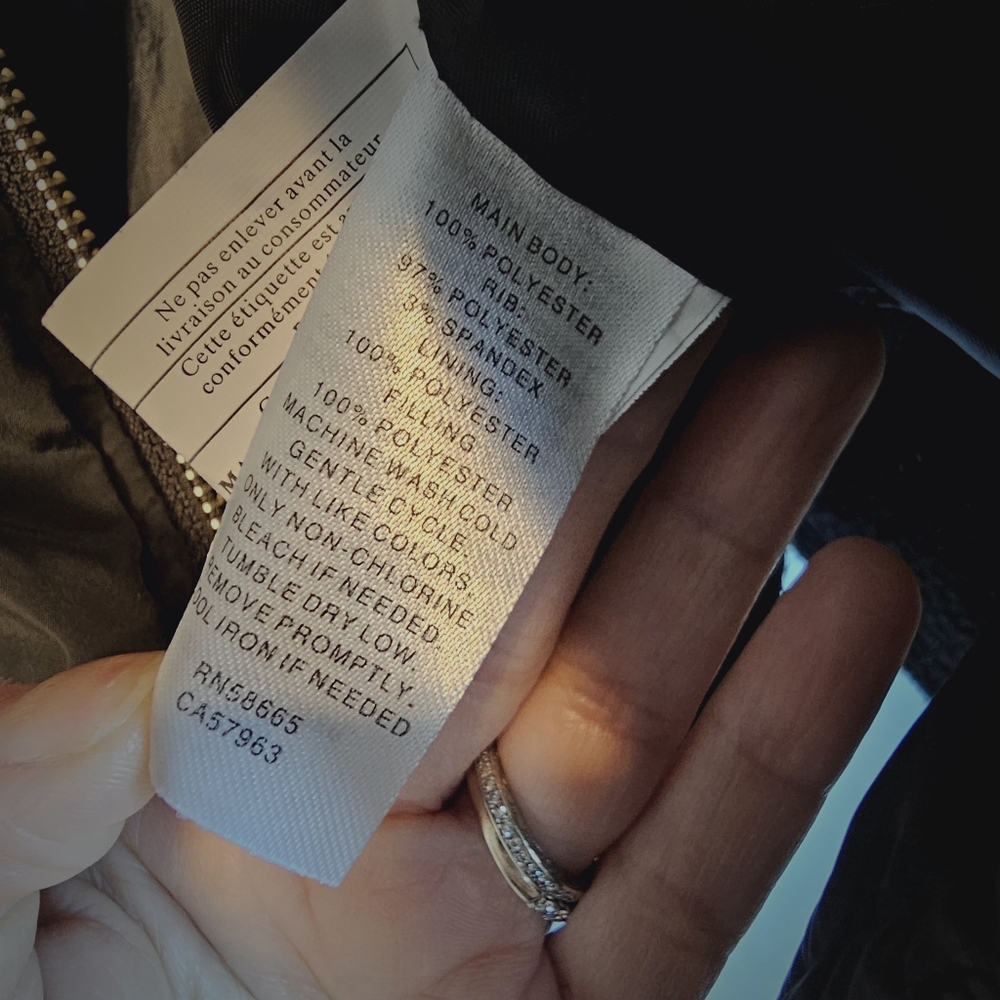 Ne pas enlever avant la
livraison au consommateur
Cette étiquette est
conformément
MAIN BODY:
100% POLYESTER
RIB:
97% POLYESTER
3% SPANDEX
LINING:
100% POLYESTER
FILLING
100% POLYESTER
MACHINE WASH COLD
GENTLE CYCLE,
WITH LIKE COLORS.
ONLY NON-CHLORINE
BLEACH IF NEEDED.
TUMBLE DRY LOW.
REMOVE PROMPTLY.
OOL IRON IF NEEDED
RN58665
CA57963